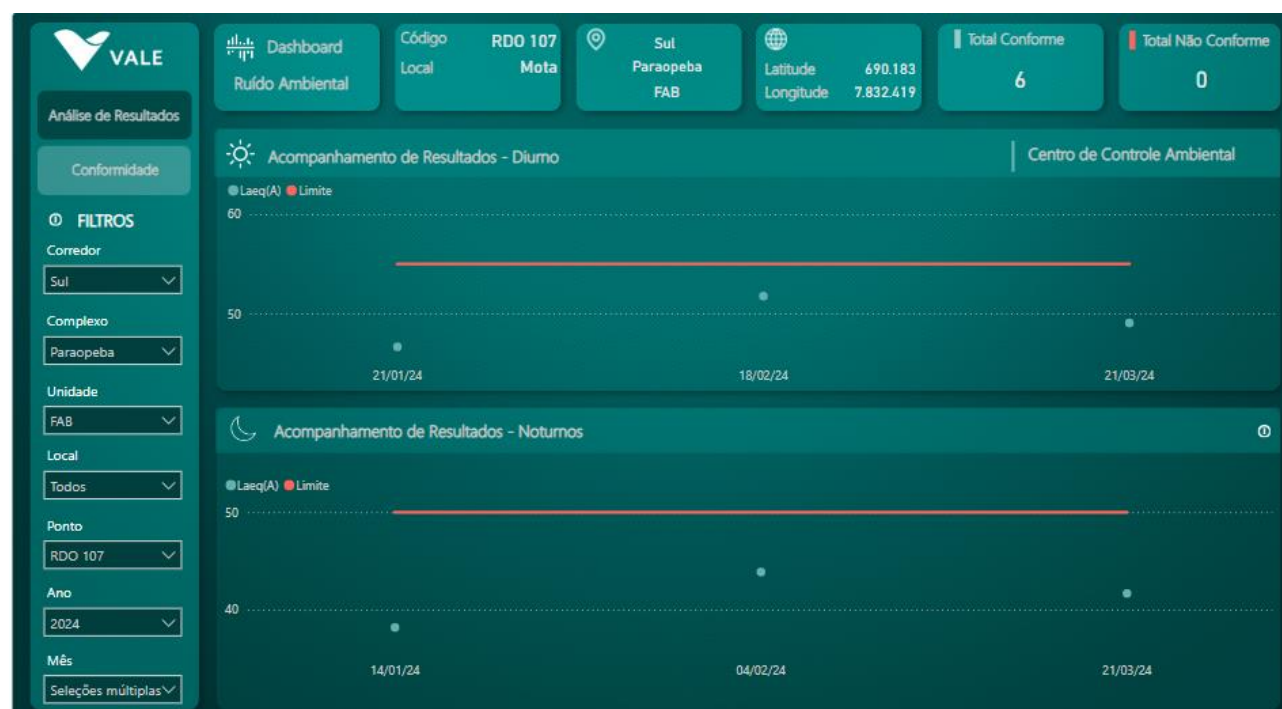 VALE
Análise de Resultados
Conformidade
FILTROS
Corredor
Sul
Complexo
Paraopeba
Unidade
FAB
Local
Todos
Ponto
RDO 107
Ano
2024
Mês
Seleções múltiplas
Dashboard
Ruído Ambiental
Código RDO 107
Local Mota
Sul
Paraopeba
FAB
Latitude 690.183
Longitude 7.832.419
Total Conforme
6
Total Não Conforme
0
Acompanhamento de Resultados - Diurno
Centro de Controle Ambiental
Laeq(A) Limite
60
50
21/01/24 18/02/24 21/03/24
Acompanhamento de Resultados - Noturnos
Laeq(A) Limite
50
40
14/01/24 04/02/24 21/03/24